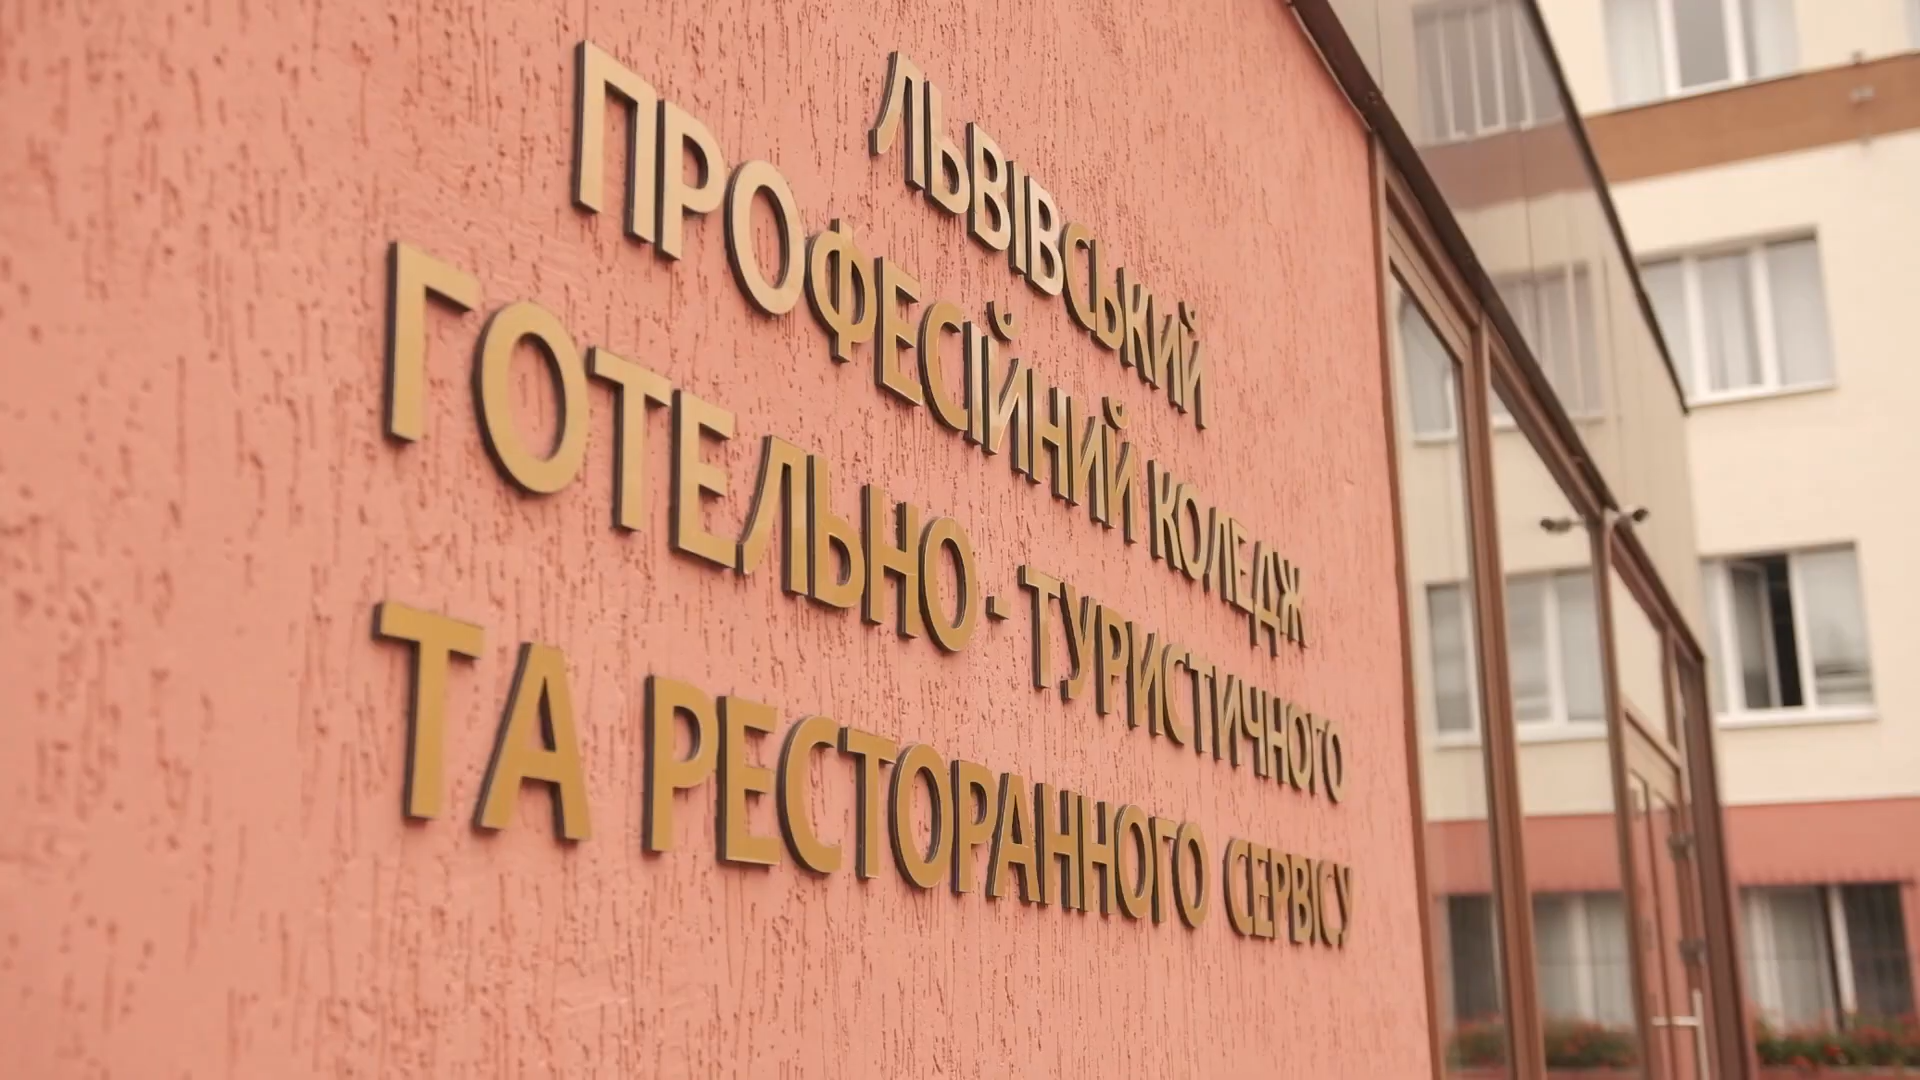 ЛЬВІВСЬКИЙ
ПРОФЕСІЙНИЙ КОЛЕДЖ
ГОТЕЛЬНО - ТУРИСТИЧНОГО
ТА РЕСТОРАННОГО СЕРВІСУ